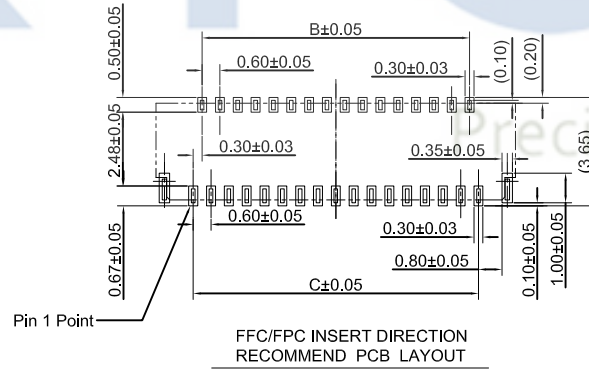 B±0.05
0.50±0.05
0.60±0.05
0.30±0.03
(0.10)
(0.20)
Preci
2.48±0.05
0.30±0.03
0.35±0.05
(3.65)
0.67±0.05
0.60±0.05
0.30±0.03
0.80±0.05
0.10±0.05
1.00±0.05
C±0.05
Pin 1 Point
FFC/FPC INSERT DIRECTION
RECOMMEND PCB LAYOUT